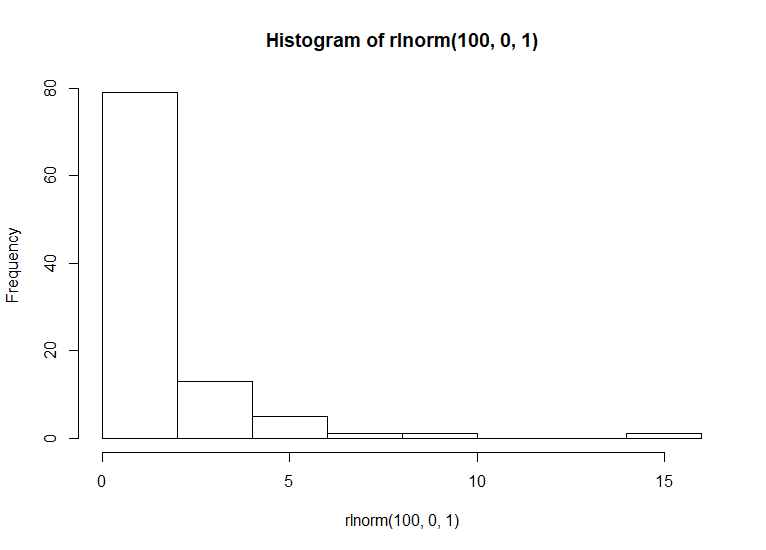 Histogram of rlnorm(100, 0, 1)
Frequency
80
60
40
20
0
0 5 10 15
rlnorm(100, 0, 1)